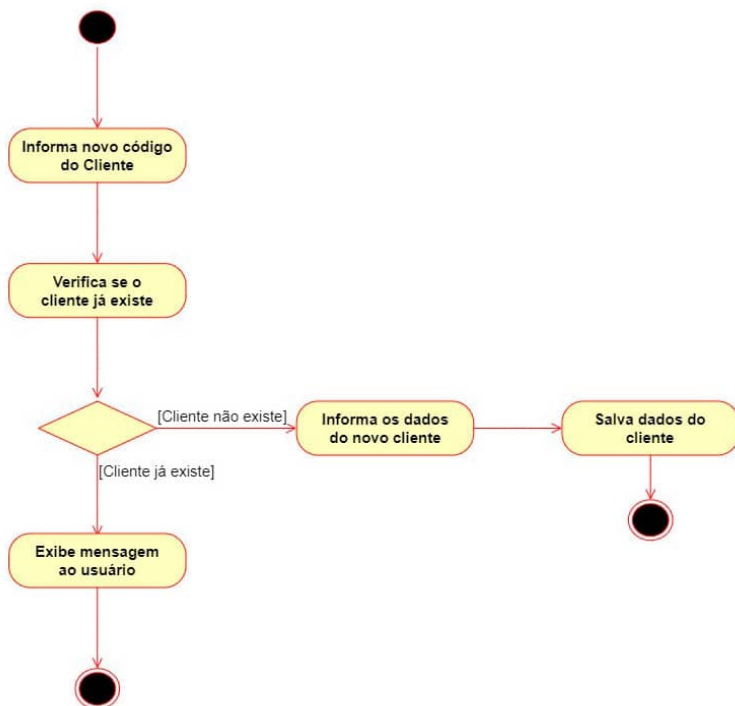 Informa novo código
do Cliente
Verifica se o
cliente já existe
[Cliente não existe]
Informa os dados
do novo cliente
Salva dados do
cliente
[Cliente já existe]
Exibe mensagem
ao usuário